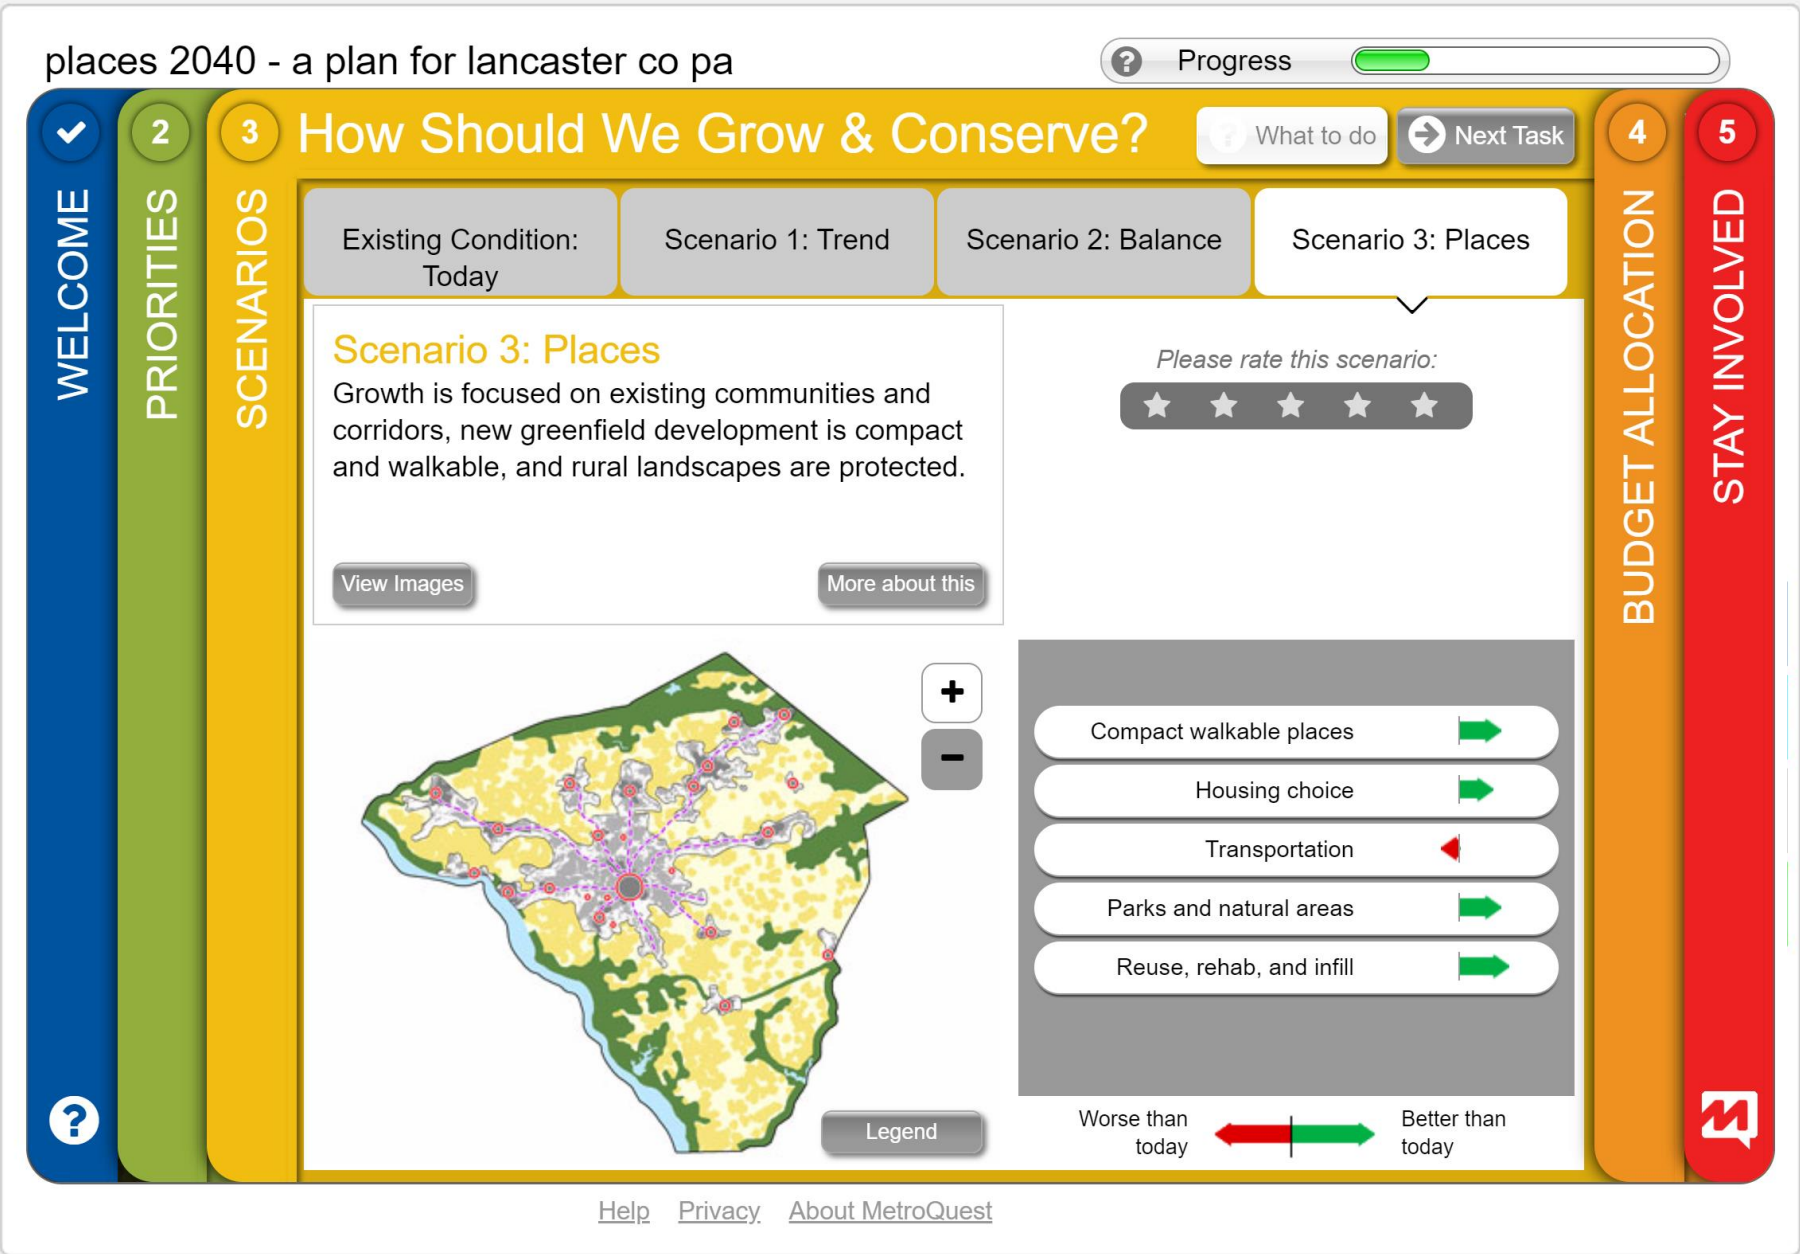 places 2040 - a plan for lancaster co pa
? Progress
WELCOME
2
PRIORITIES
3
SCENARIOS
How Should We Grow & Conserve?
? What to do
Next Task
4
BUDGET ALLOCATION
5
STAY INVOLVED
Existing Condition:
Today
Scenario 1: Trend
Scenario 2: Balance
Scenario 3: Places
Scenario 3: Places
Growth is focused on existing communities and
corridors, new greenfield development is compact
and walkable, and rural landscapes are protected.
View Images
More about this
Please rate this scenario:
+
−
Legend
Compact walkable places
Housing choice
Transportation
Parks and natural areas
Reuse, rehab, and infill
Worse than
today
Better than
today
?
Help Privacy About MetroQuest